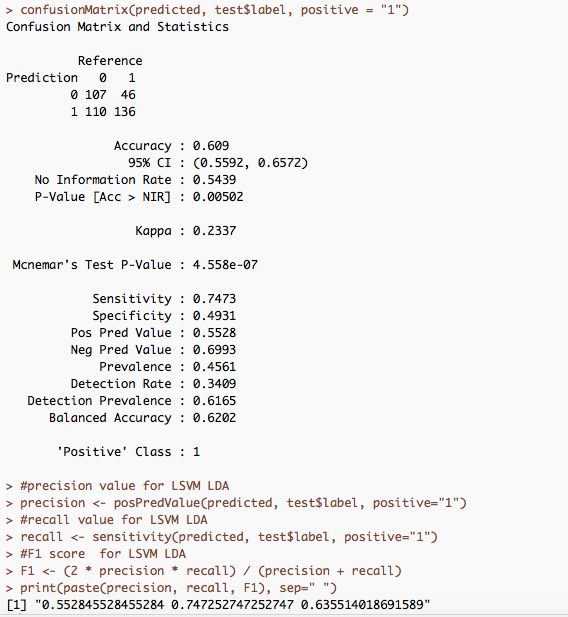 > confusionMatrix(predicted, test$label, positive = "1")
Confusion Matrix and Statistics
Reference
Prediction 0 1
0 107 46
1 110 136
Accuracy : 0.609
95% CI : (0.5592, 0.6572)
No Information Rate : 0.5439
P-Value [Acc > NIR] : 0.00502
Kappa : 0.2337
Mcnemar's Test P-Value : 4.558e-07
Sensitivity : 0.7473
Specificity : 0.4931
Pos Pred Value : 0.5528
Neg Pred Value : 0.6993
Prevalence : 0.4561
Detection Rate : 0.3409
Detection Prevalence : 0.6165
Balanced Accuracy : 0.6202
'Positive' Class : 1
> #precision value for LSVM LDA
> precision <- posPredValue(predicted, test$label, positive="1")
> #recall value for LSVM LDA
> recall <- sensitivity(predicted, test$label, positive="1")
> #F1 score  for LSVM LDA
> F1 <- (2 * precision * recall) / (precision + recall)
> print(paste(precision, recall, F1), sep=" ")
[1] "0.552845528455284 0.747252747252747 0.635514018691589"